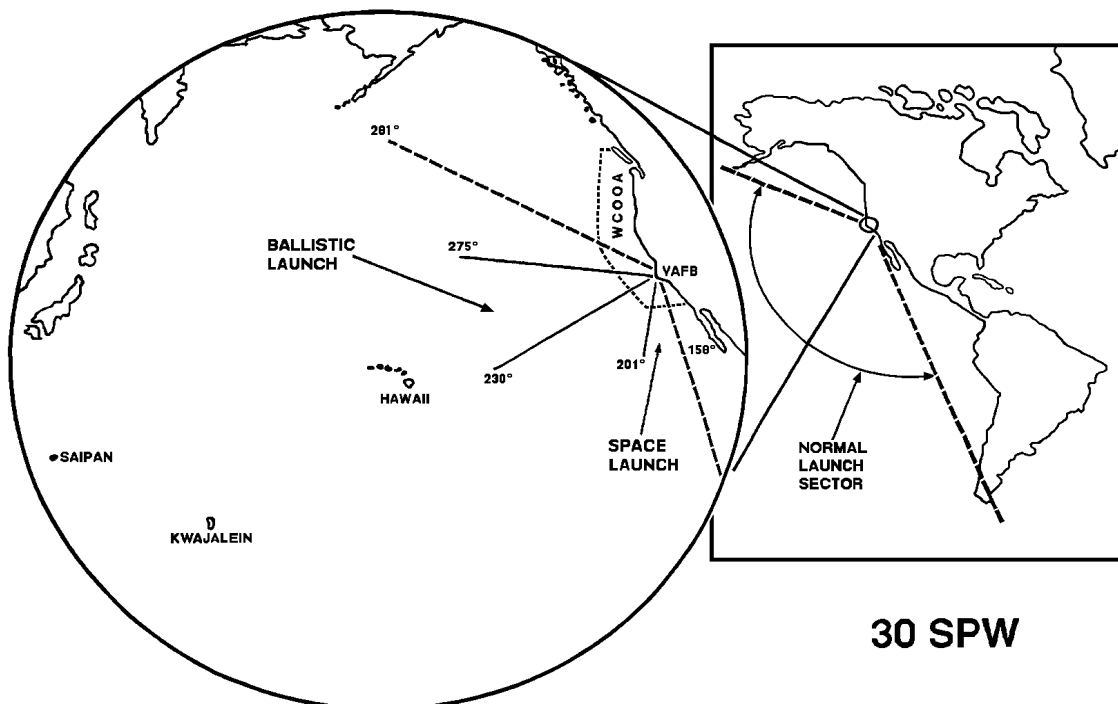 281°
WCOOA
BALLISTIC
LAUNCH
275°
VAFB
158°
201°
230°
HAWAII
SPACE
LAUNCH
SAIPAN
KWAJALEIN
NORMAL
LAUNCH
SECTOR
30 SPW